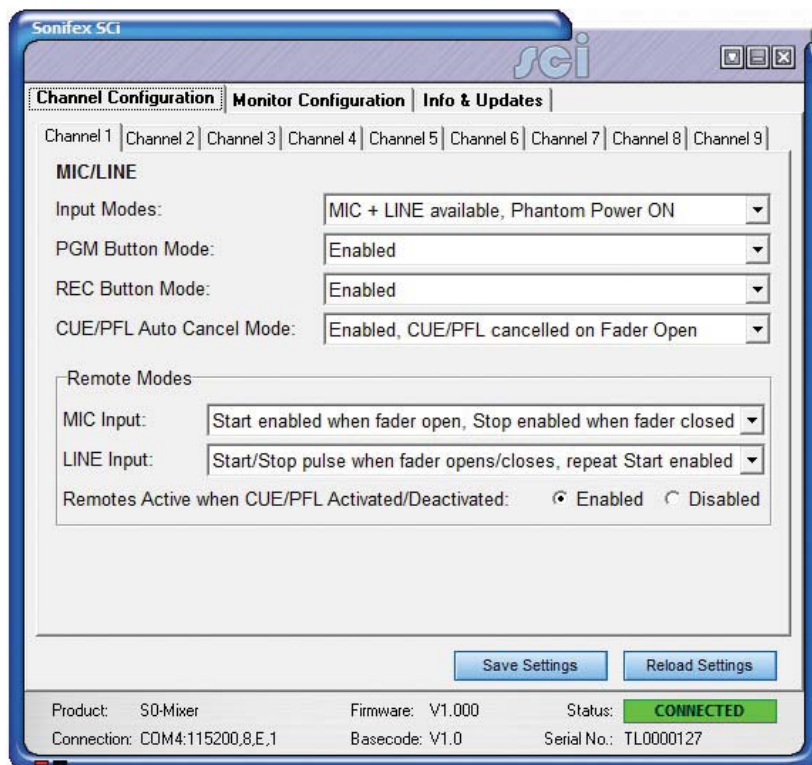 Sonifex SCi
sci
Channel Configuration Monitor Configuration Info & Updates
Channel 1 Channel 2 Channel 3 Channel 4 Channel 5 Channel 6 Channel 7 Channel 8 Channel 9
MIC/LINE
Input Modes: MIC + LINE available, Phantom Power ON
PGM Button Mode: Enabled
REC Button Mode: Enabled
CUE/PFL Auto Cancel Mode: Enabled, CUE/PFL cancelled on Fader Open
Remote Modes
MIC Input: Start enabled when fader open, Stop enabled when fader closed
LINE Input: Start/Stop pulse when fader opens/closes, repeat Start enabled
Remotes Active when CUE/PFL Activated/Deactivated: Enabled Disabled
Save Settings Reload Settings
Product: S0-Mixer Firmware: V1.000 Status: CONNECTED
Connection: COM4:115200,8,E,1 Basecode: V1.0 Serial No.: TL0000127